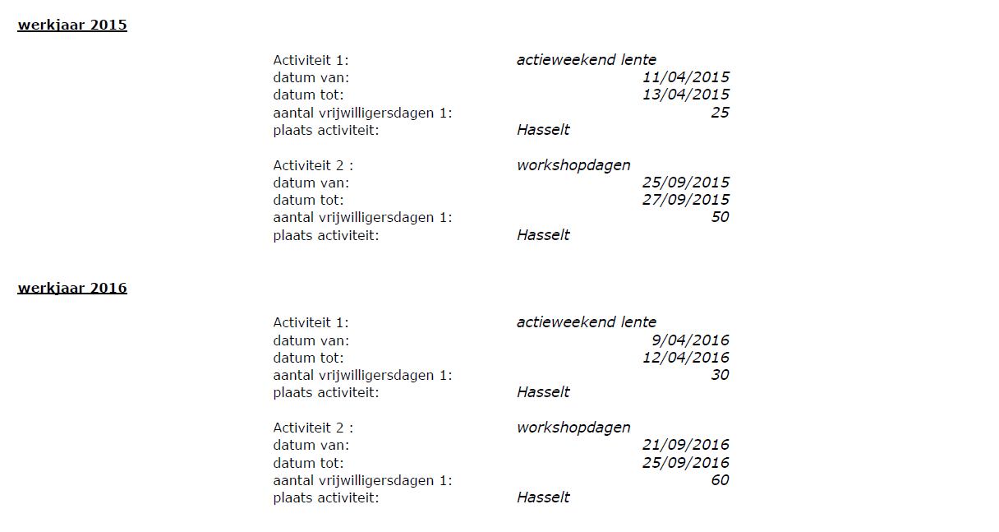 werkjaar 2015
Activiteit 1: actieweekend lente
datum van: 11/04/2015
datum tot: 13/04/2015
aantal vrijwilligersdagen 1: 25
plaats activiteit: Hasselt
Activiteit 2 : workshopdagen
datum van: 25/09/2015
datum tot: 27/09/2015
aantal vrijwilligersdagen 1: 50
plaats activiteit: Hasselt
werkjaar 2016
Activiteit 1: actieweekend lente
datum van: 9/04/2016
datum tot: 12/04/2016
aantal vrijwilligersdagen 1: 30
plaats activiteit: Hasselt
Activiteit 2 : workshopdagen
datum van: 21/09/2016
datum tot: 25/09/2016
aantal vrijwilligersdagen 1: 60
plaats activiteit: Hasselt